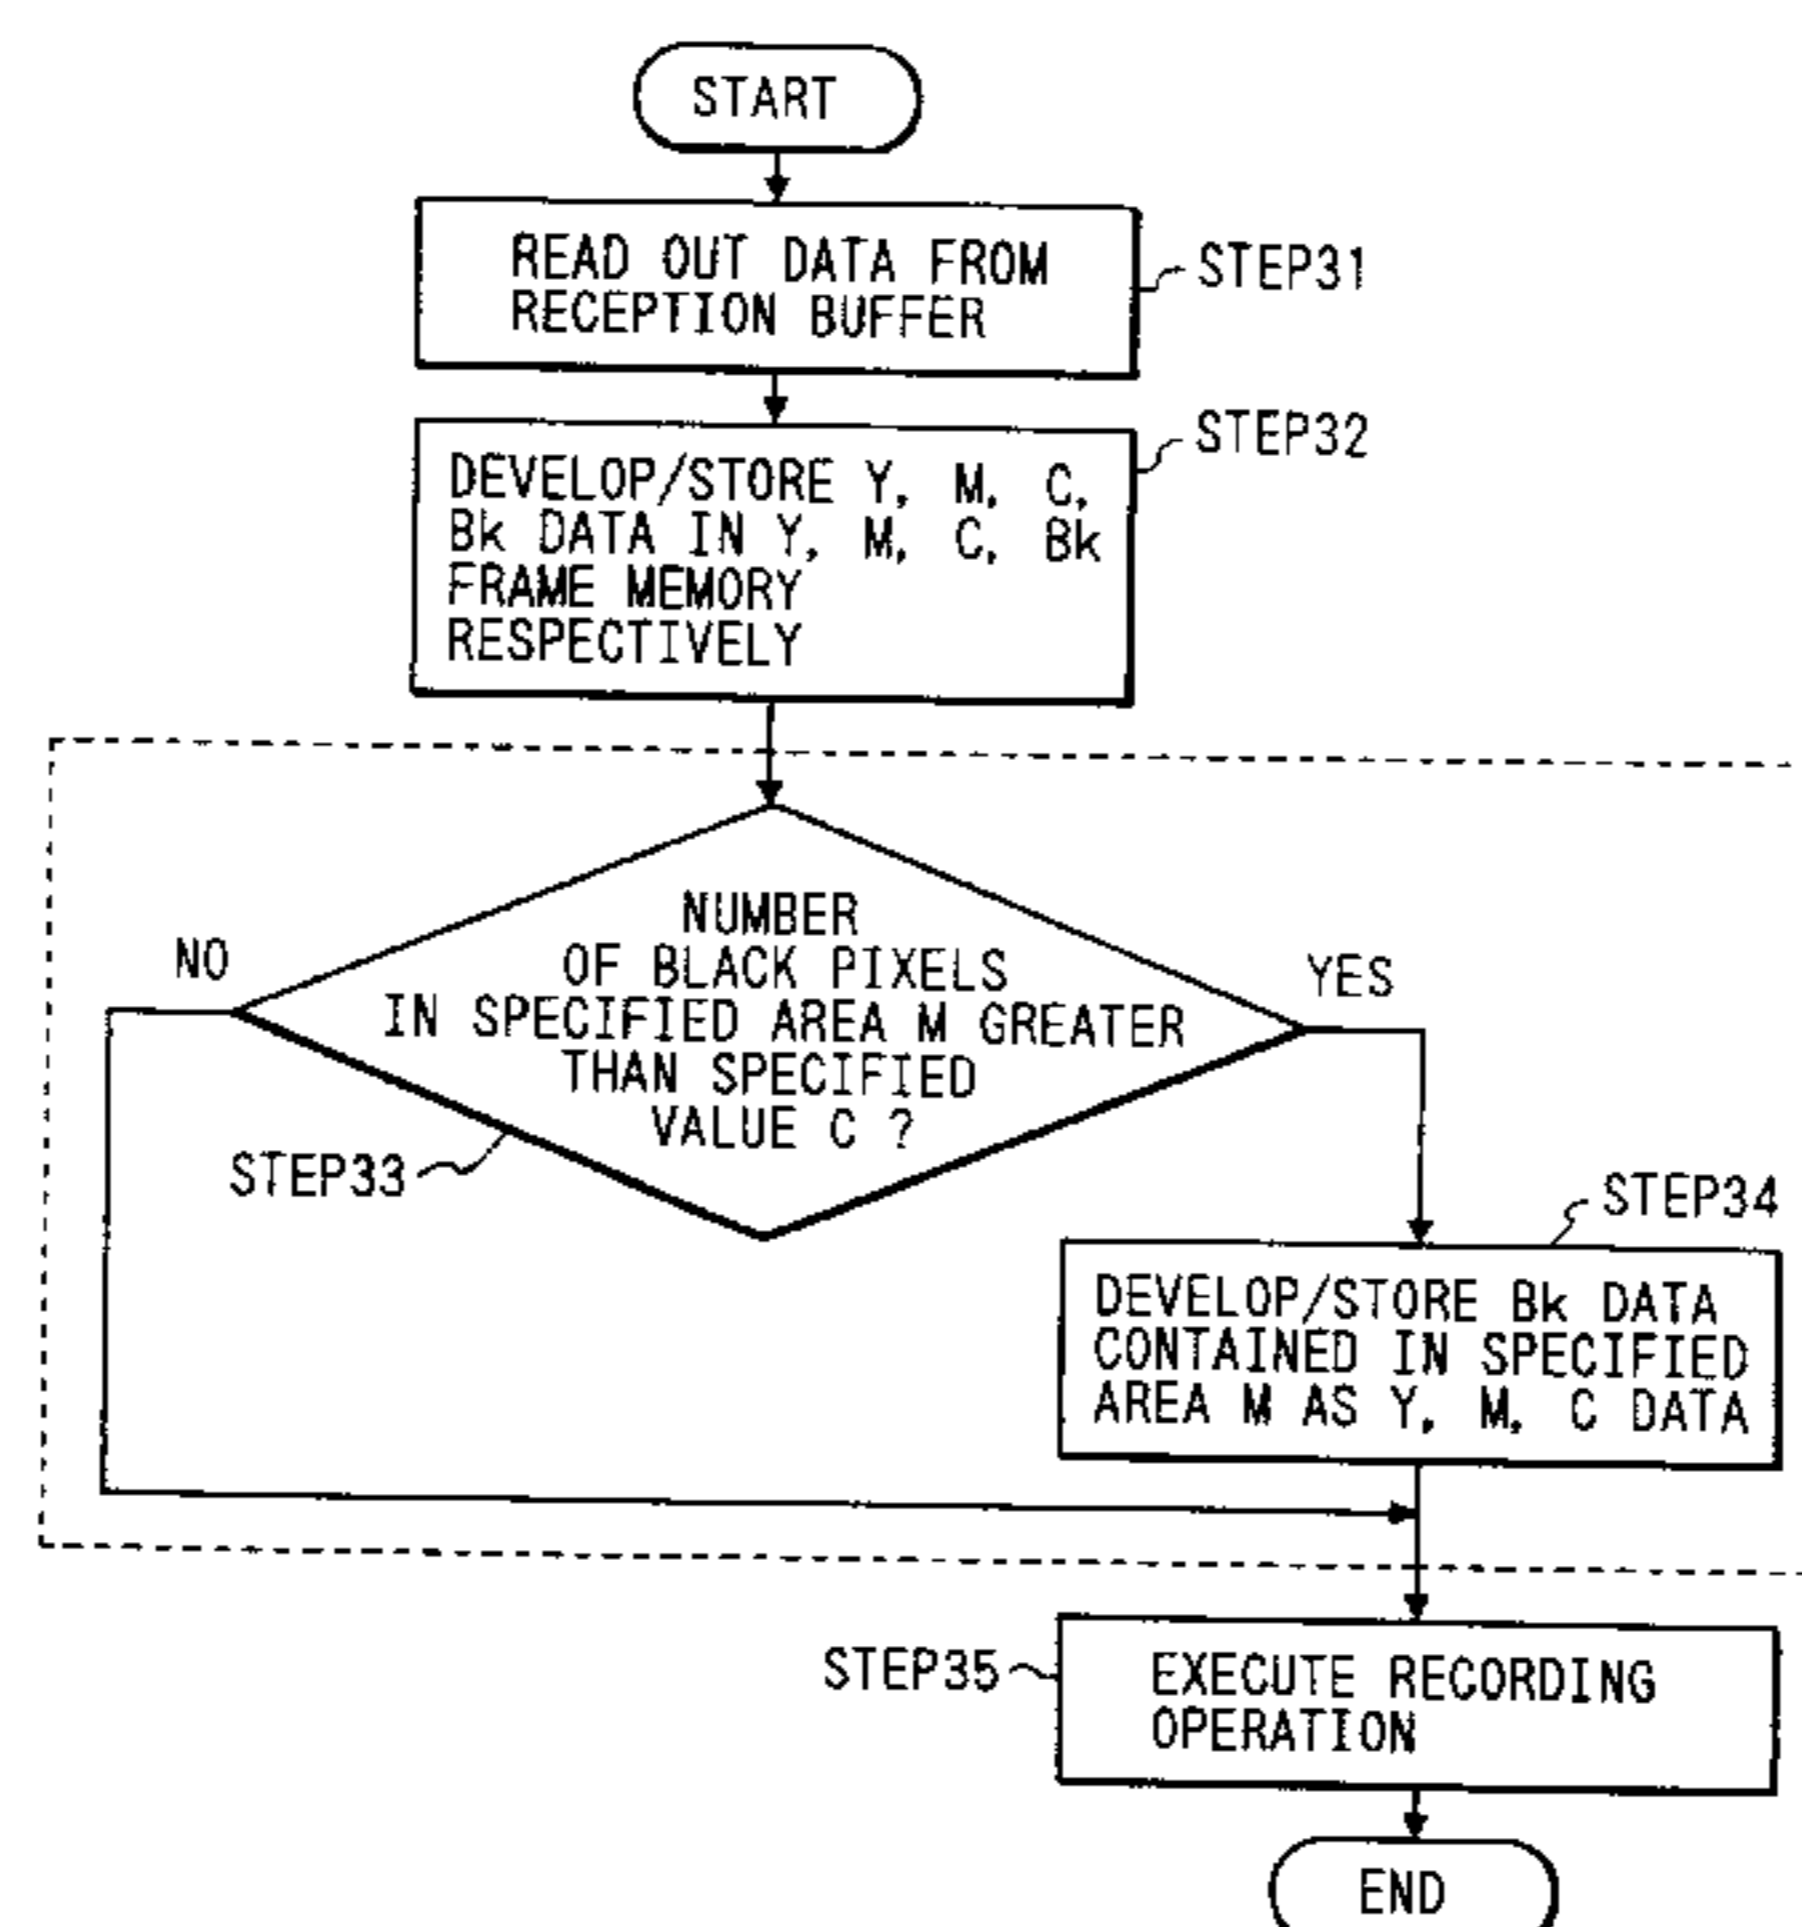 START
READ OUT DATA FROM
RECEPTION BUFFER
STEP31
STEP32
DEVELOP/STORE Y, M, C,
Bk DATA IN Y, M, C, Bk
FRAME MEMORY
RESPECTIVELY
NUMBER
OF BLACK PIXELS
IN SPECIFIED AREA M GREATER
THAN SPECIFIED
VALUE C ?
NO
YES
STEP33
STEP34
DEVELOP/STORE Bk DATA
CONTAINED IN SPECIFIED
AREA M AS Y, M, C DATA
STEP35
EXECUTE RECORDING
OPERATION
END